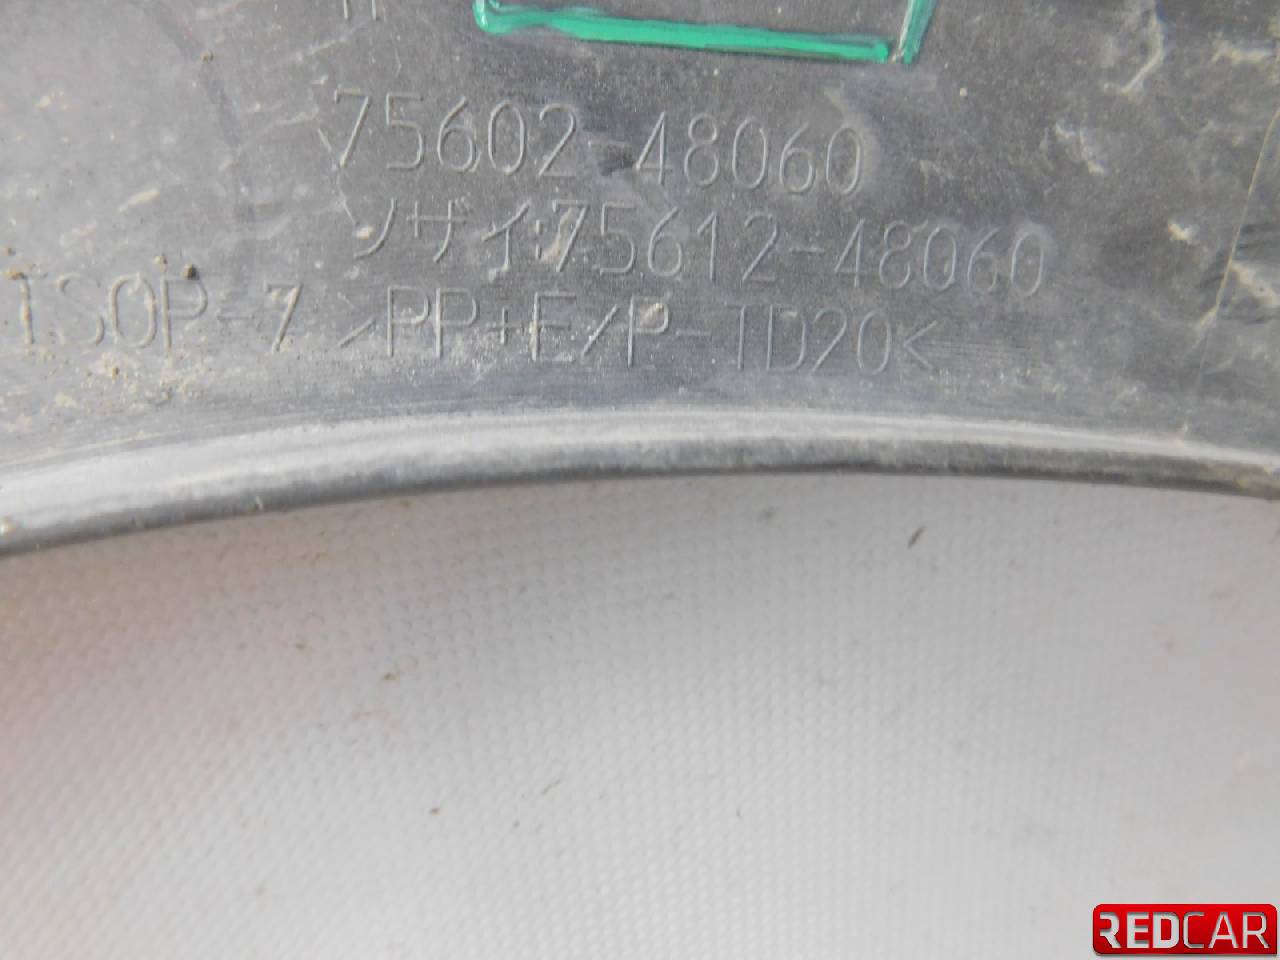 75602-48060
ソザイ:75612-48060
TSOP-7 >PP+E/P-TD20<
REDCAR